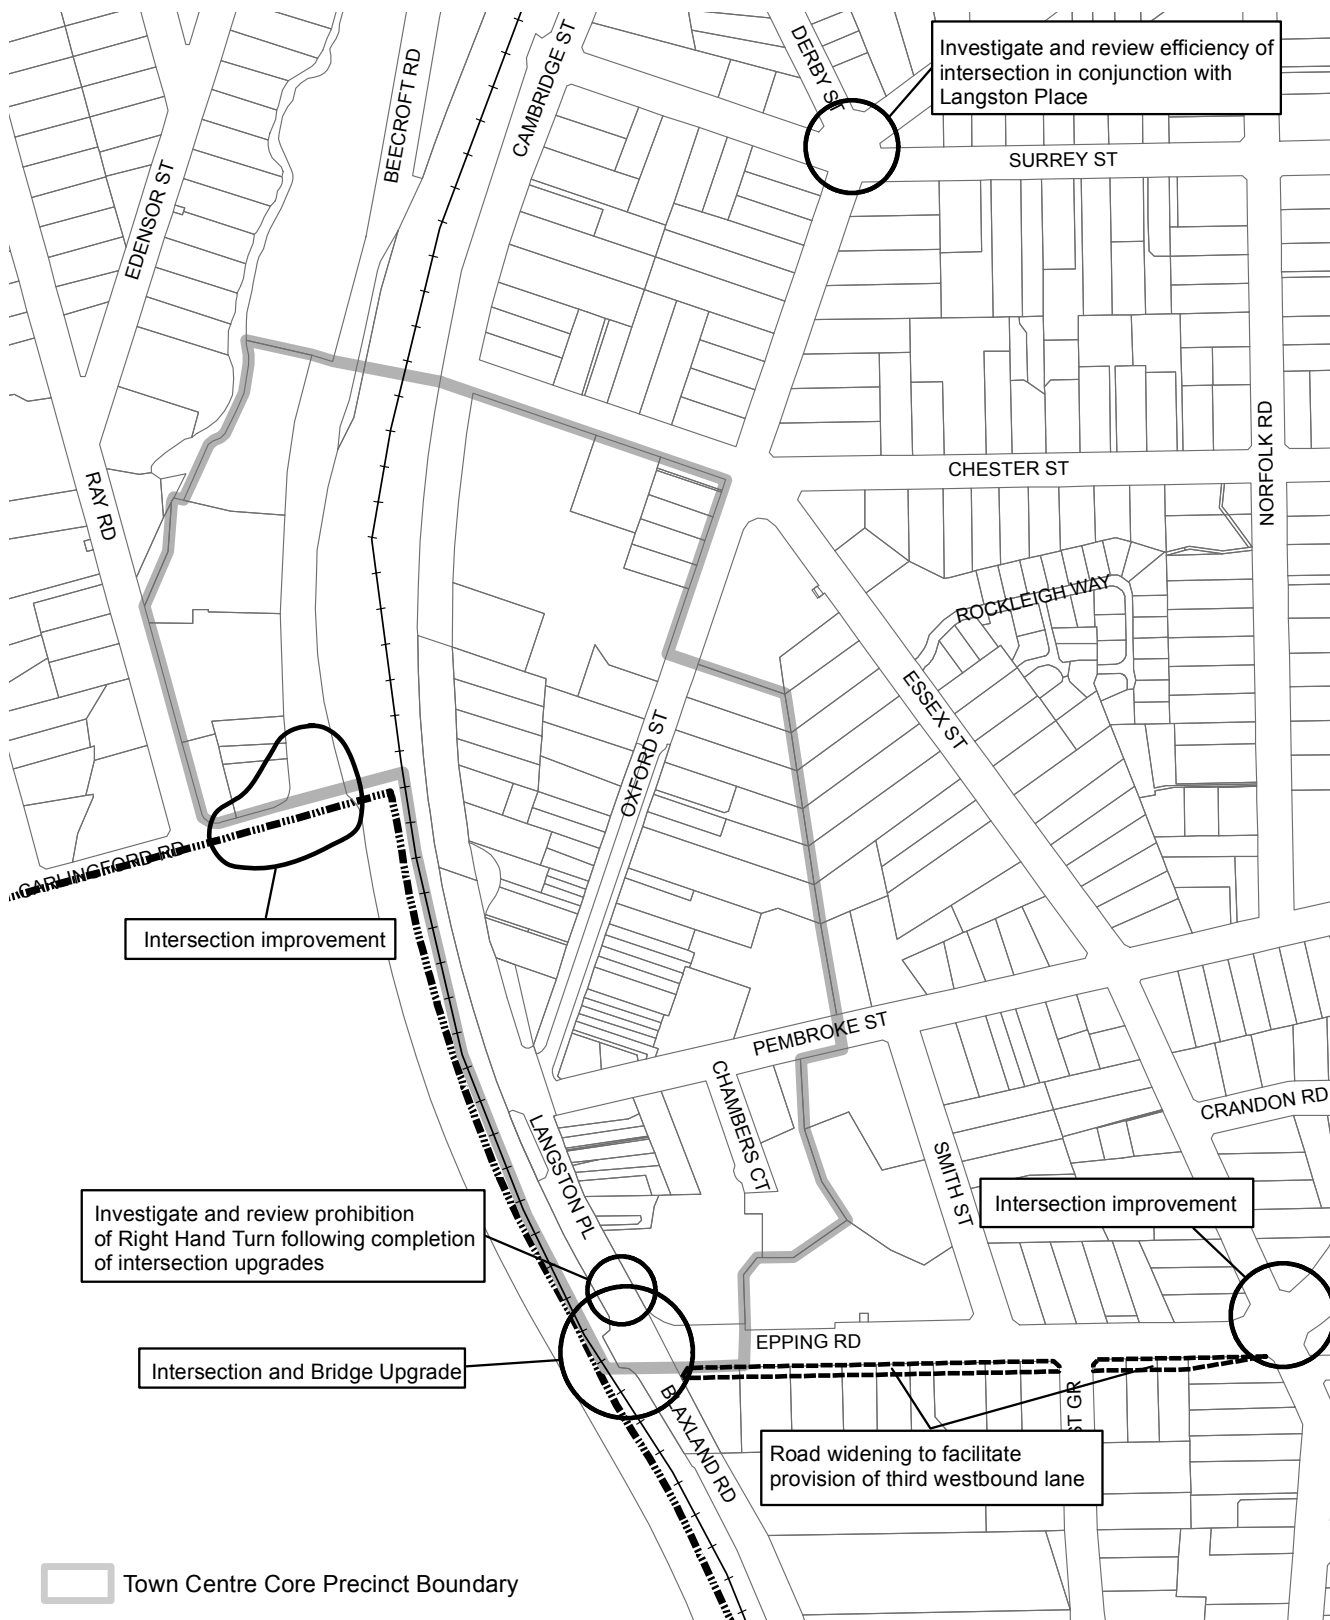 Investigate and review efficiency of
intersection in conjunction with
Langston Place
DERBY ST
CAMBRIDGE ST
BEECROFT RD
SURREY ST
EDENSOR ST
NORFOLK RD
CHESTER ST
RAY RD
ROCKLEIGH WAY
ESSEX ST
OXFORD ST
CARLINGFORD RD
Intersection improvement
PEMBROKE ST
CHAMBERS CT
CRANDON RD
LANGSTON PL
SMITH ST
Investigate and review prohibition
of Right Hand Turn following completion
of intersection upgrades
Intersection improvement
EPPING RD
Intersection and Bridge Upgrade
BLAXLAND RD
ST GR
Road widening to facilitate
provision of third westbound lane
Town Centre Core Precinct Boundary